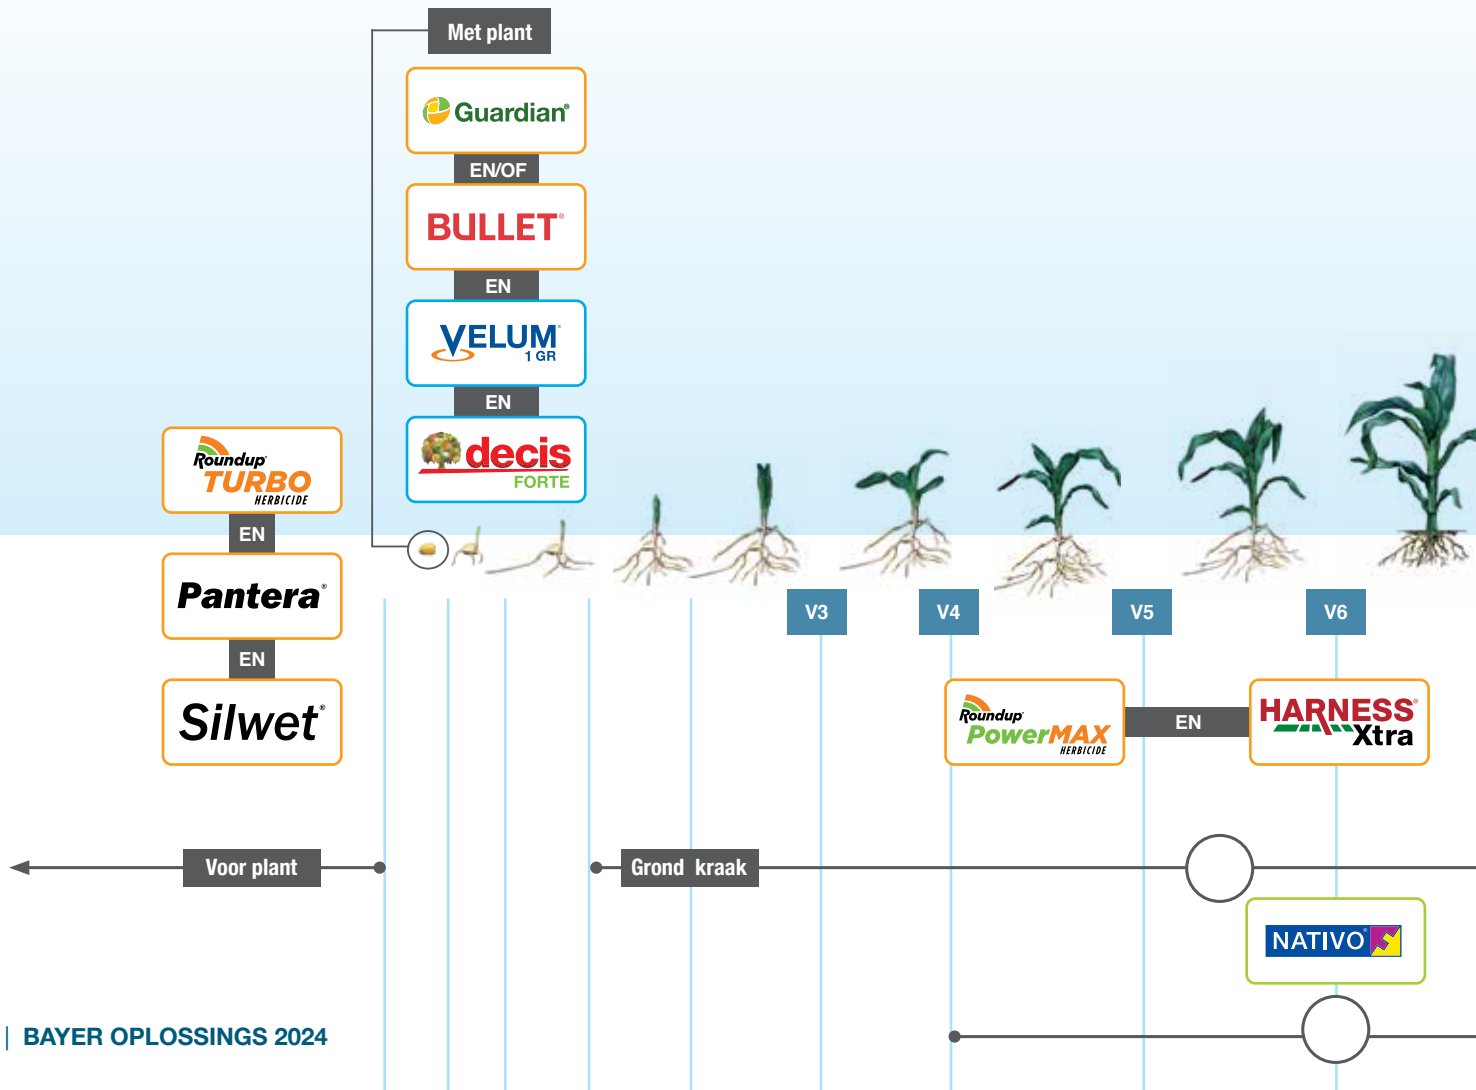 Met plant
Guardian®
EN/OF
BULLET®
EN
VELUM®
1 GR
EN
decis
FORTE
Roundup®
TURBO
HERBICIDE
EN
Pantera®
EN
Silwet®
V3
V4
V5
V6
Roundup®
PowerMAX
HERBICIDE
EN
HARNESS®
Xtra
Voor plant
Grond kraak
NATIVO®
| BAYER OPLOSSINGS 2024